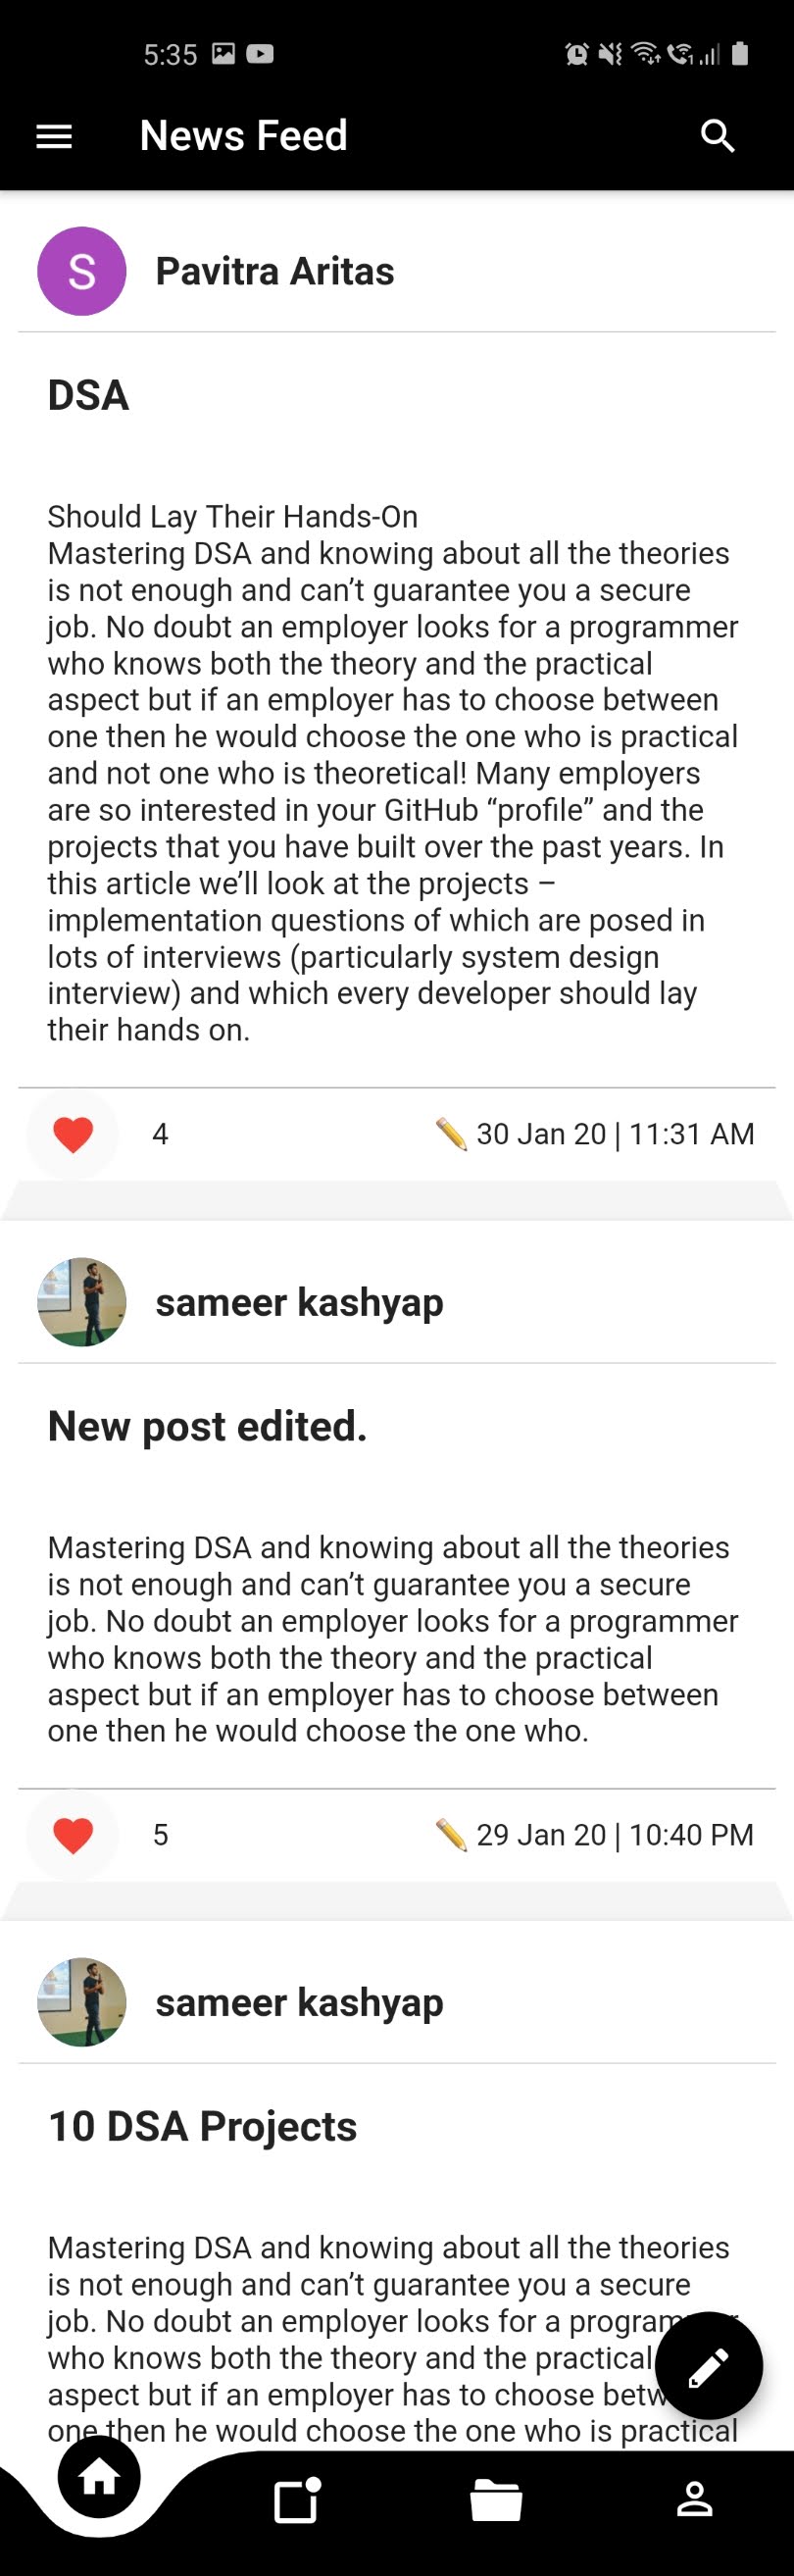 5:35
News Feed
S
Pavitra Aritas
DSA
Should Lay Their Hands-On
Mastering DSA and knowing about all the theories
is not enough and can’t guarantee you a secure
job. No doubt an employer looks for a programmer
who knows both the theory and the practical
aspect but if an employer has to choose between
one then he would choose the one who is practical
and not one who is theoretical! Many employers
are so interested in your GitHub “profile” and the
projects that you have built over the past years. In
this article we’ll look at the projects –
implementation questions of which are posed in
lots of interviews (particularly system design
interview) and which every developer should lay
their hands on.
4
✏️ 30 Jan 20 | 11:31 AM
sameer kashyap
New post edited.
Mastering DSA and knowing about all the theories
is not enough and can’t guarantee you a secure
job. No doubt an employer looks for a programmer
who knows both the theory and the practical
aspect but if an employer has to choose between
one then he would choose the one who.
5
✏️ 29 Jan 20 | 10:40 PM
sameer kashyap
10 DSA Projects
Mastering DSA and knowing about all the theories
is not enough and can’t guarantee you a secure
job. No doubt an employer looks for a
who knows both the theory and the practical
aspect but if an employer has to choose
one then he would choose the one who is practical